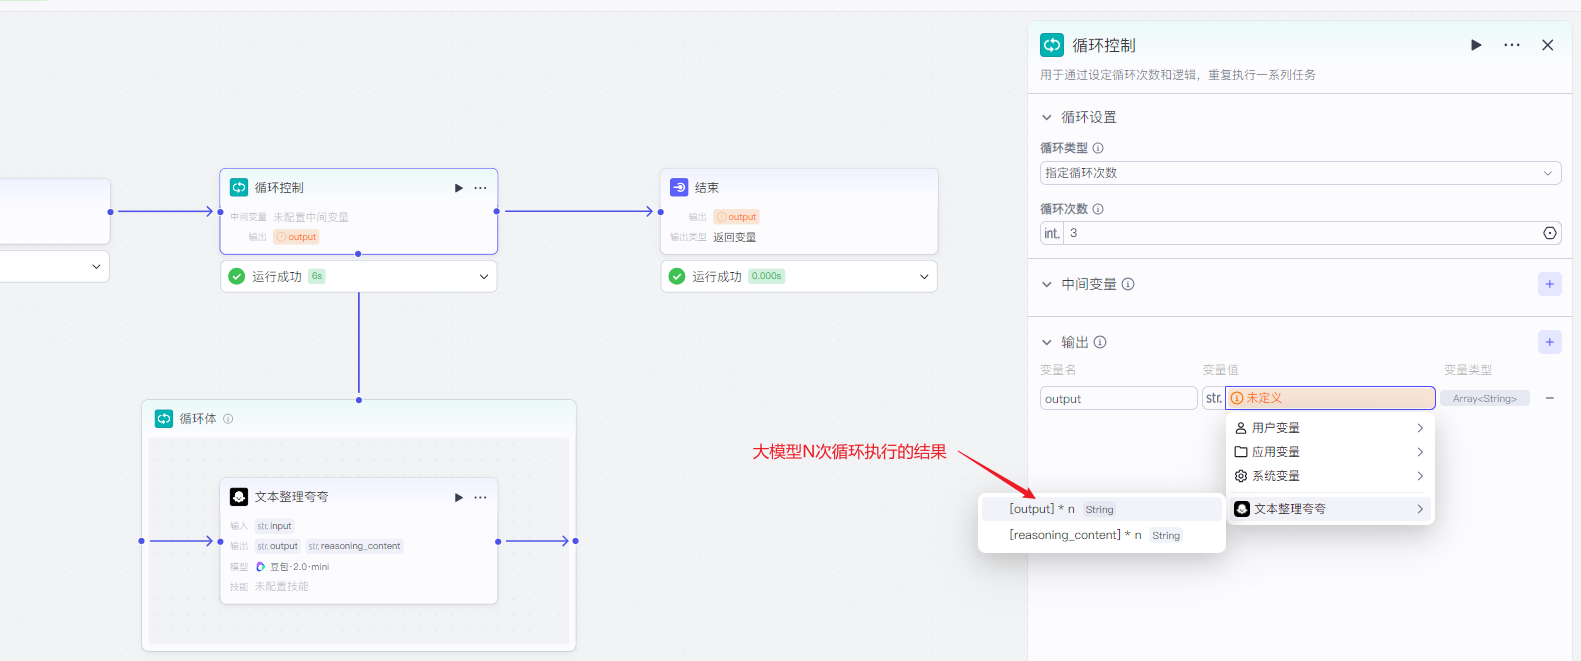 循环控制
中间变量 未配置中间变量
输出 output
运行成功 6s
结束
输出 output
输出类型 返回变量
运行成功 0.000s
循环体
文本整理夸夸
输入 str. input
输出 str. output str. reasoning_content
模型 豆包·2.0·mini
技能 未配置技能
大模型N次循环执行的结果
循环控制
用于通过设定循环次数和逻辑，重复执行一系列任务
循环设置
循环类型
指定循环次数
循环次数
int. 3
中间变量
输出
变量名 变量值 变量类型
output str. 未定义 Array<String>
用户变量
应用变量
系统变量
文本整理夸夸
[output] * n String
[reasoning_content] * n String